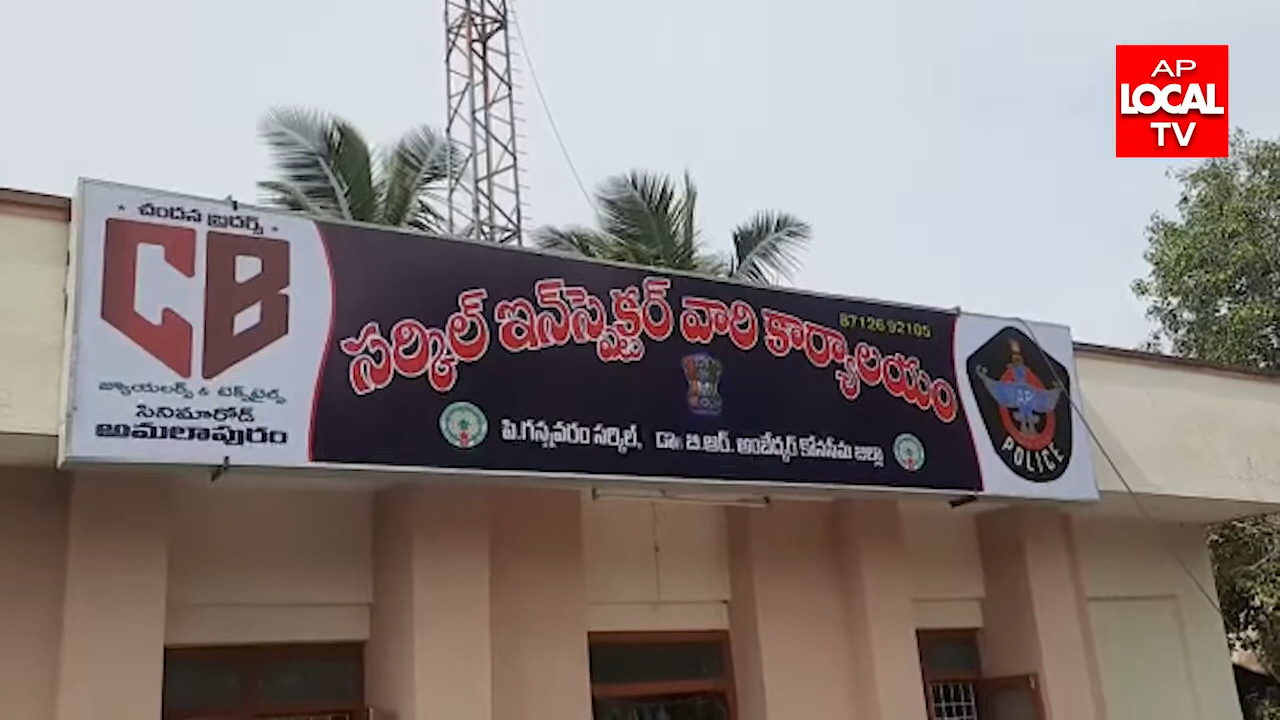 AP
LOCAL
TV
చందన బ్రదర్స్
CB
జ్యూయలర్స్ & టెక్స్‌టైల్స్
సినిమారోడ్
అమలాపురం
సర్కిల్ ఇన్‌స్పెక్టర్ వారి కార్యాలయం
8712692105
పి.గన్నవరం సర్కిల్, డా॥ బి.ఆర్. అంబేద్కర్ కోనసీమ జిల్లా
AP
POLICE